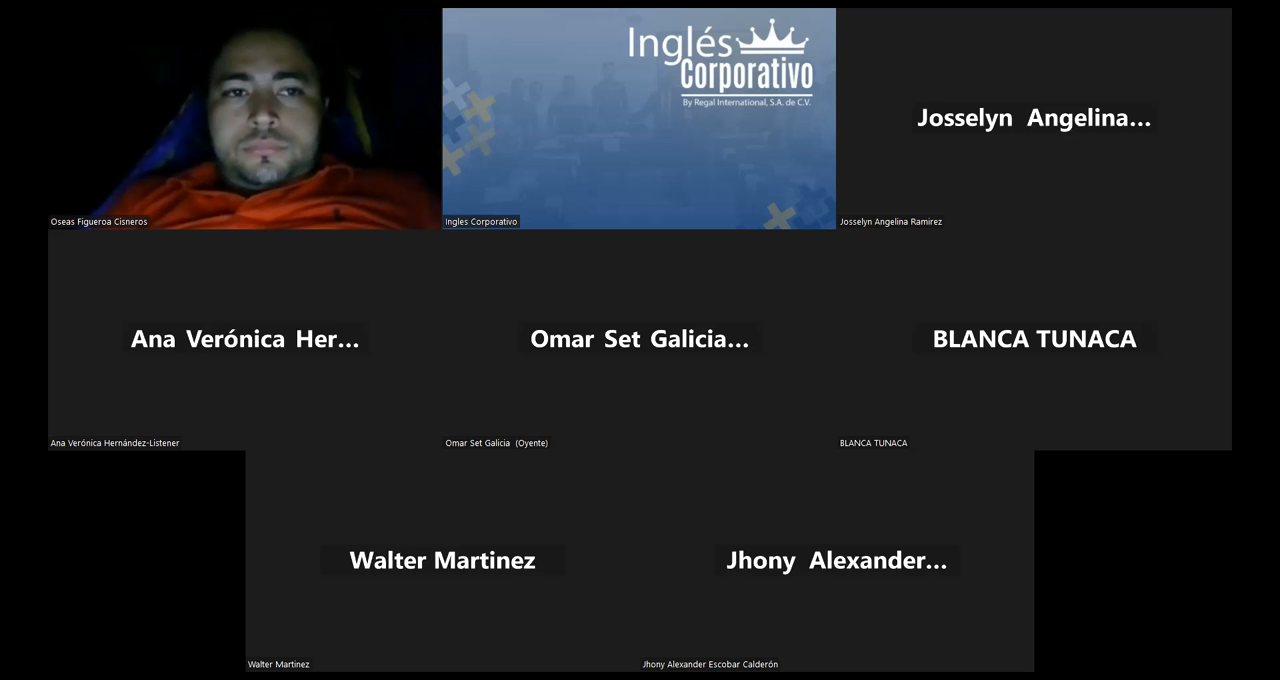 Inglés
Corporativo
By Regal International, S.A. de C.V.
Josselyn Angelina...
Oseas Figueroa Cisneros
Ingles Corporativo
Josselyn Angelina Ramirez
Ana Verónica Her...
Omar Set Galicia...
BLANCA TUNACA
Ana Verónica Hernández-Listener
Omar Set Galicia (Oyente)
BLANCA TUNACA
Walter Martinez
Jhony Alexander...
Walter Martinez
Jhony Alexander Escobar Calderón